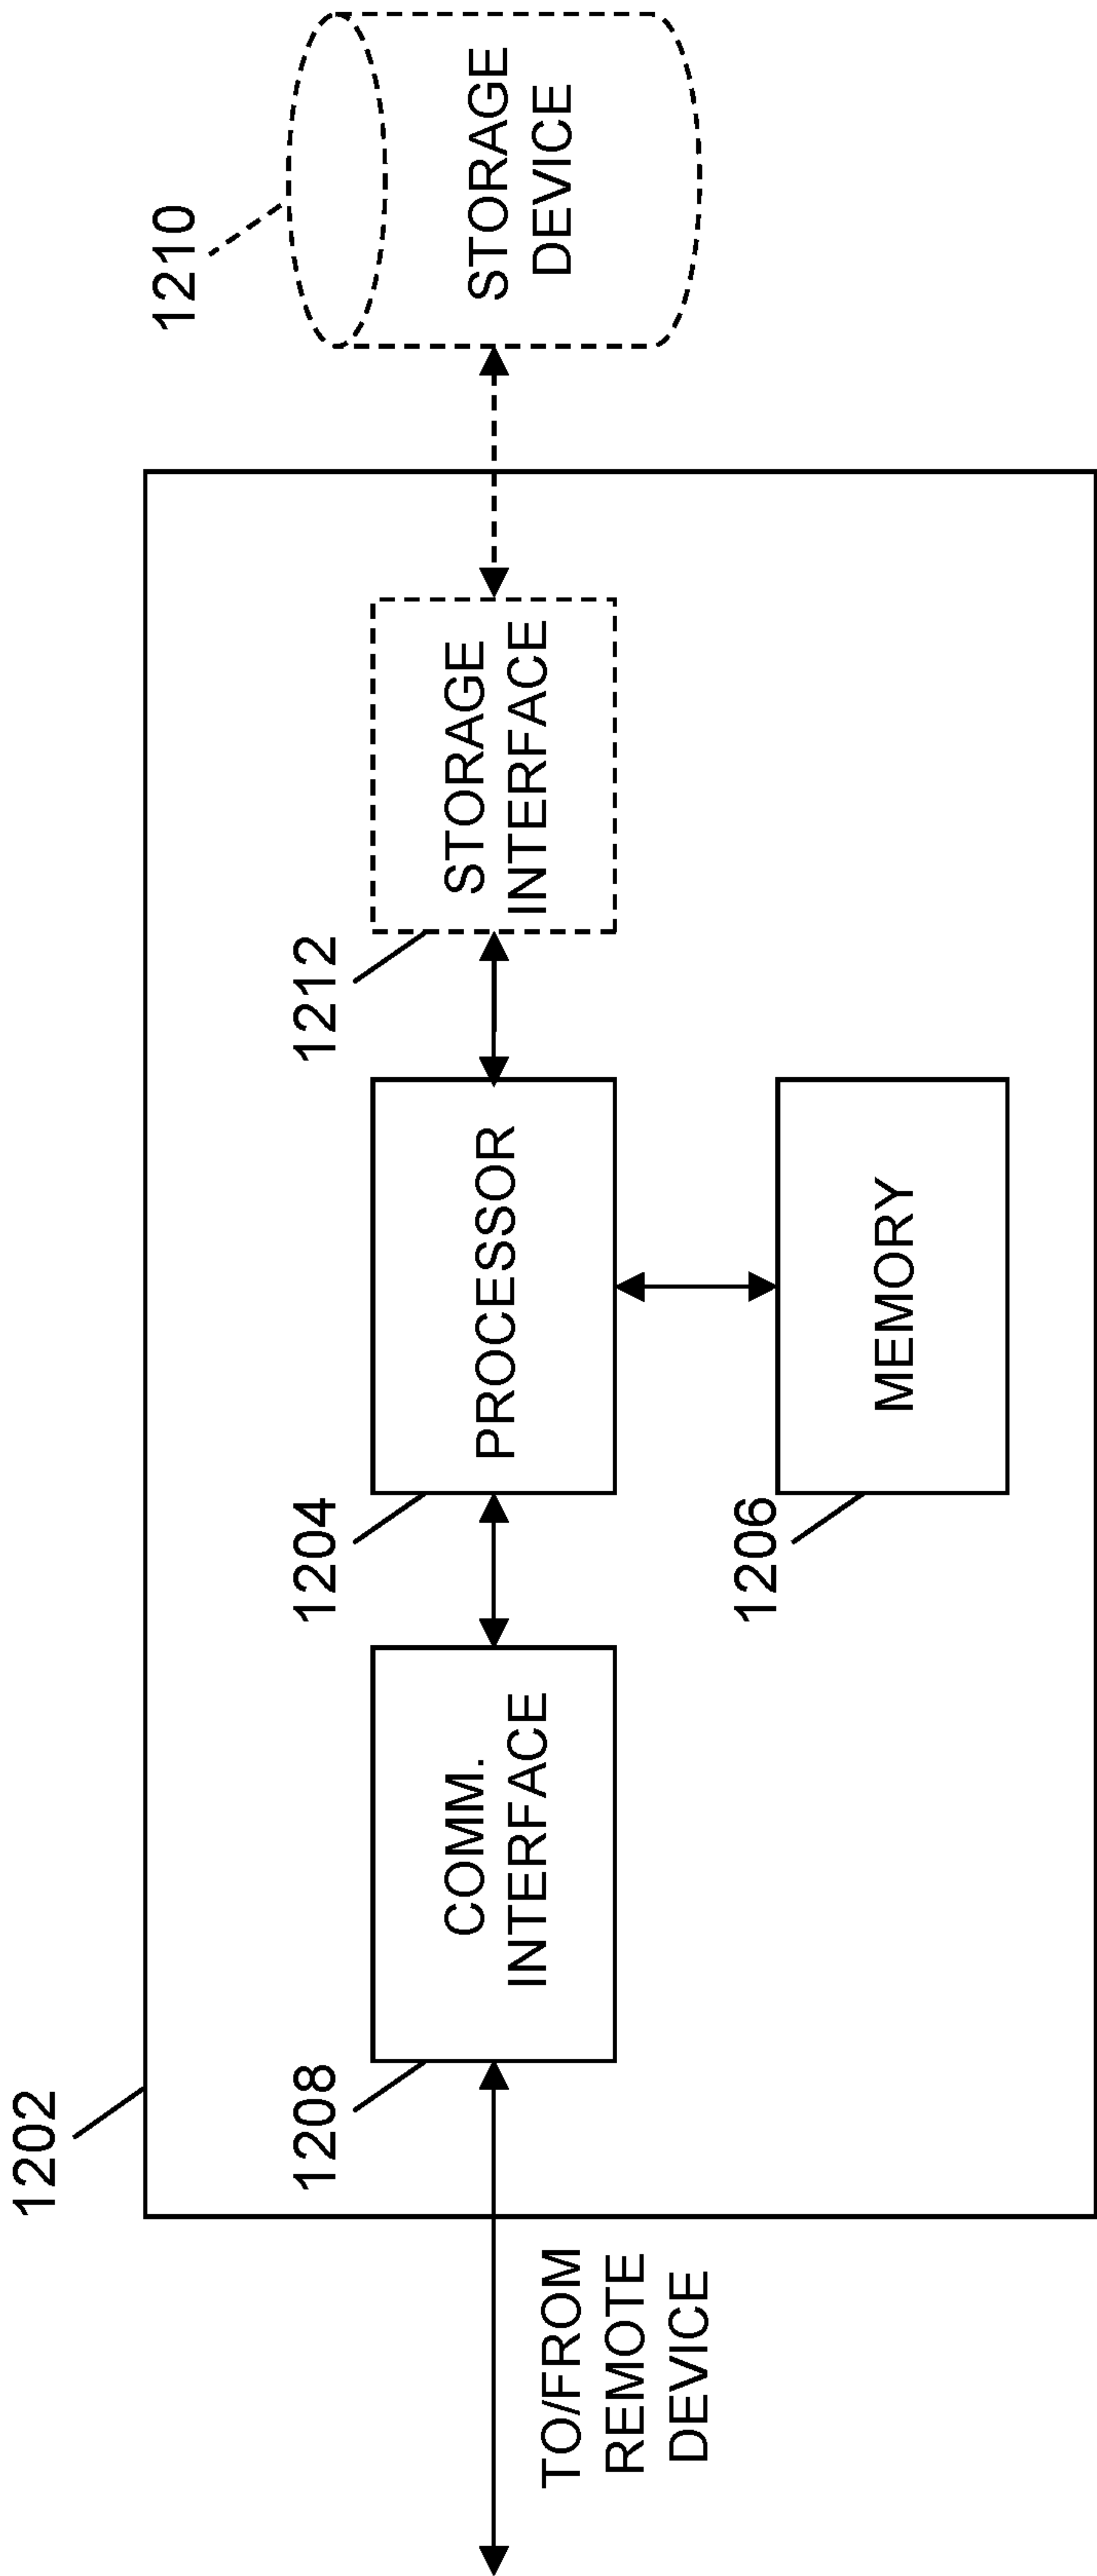 1202
1208
COMM.
INTERFACE
1204
PROCESSOR
1212
STORAGE
INTERFACE
1210
STORAGE
DEVICE
TO/FROM
REMOTE
DEVICE
1206
MEMORY